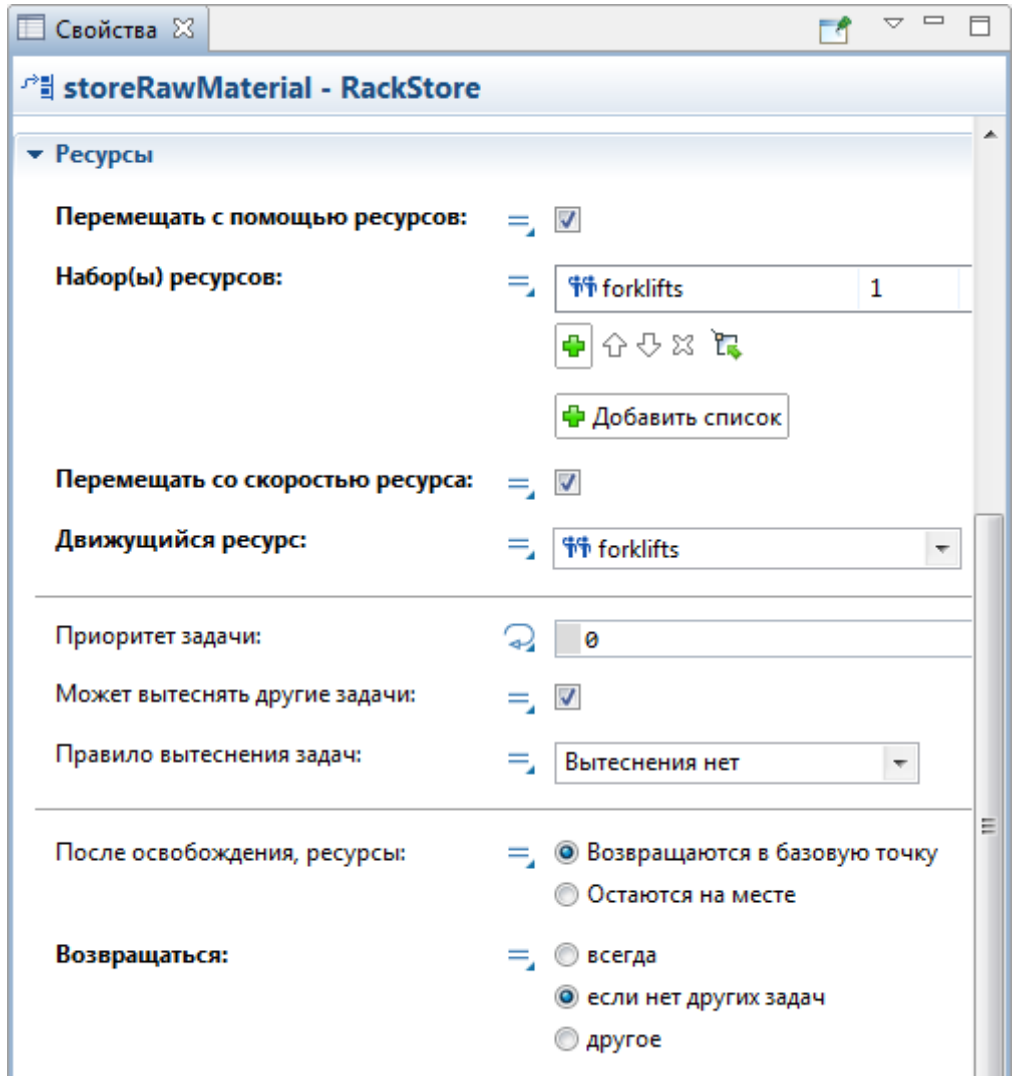 Свойства
storeRawMaterial - RackStore
Ресурсы
Перемещать с помощью ресурсов:
Набор(ы) ресурсов: forklifts 1
Добавить список
Перемещать со скоростью ресурса:
Движущийся ресурс: forklifts
Приоритет задачи: 0
Может вытеснять другие задачи:
Правило вытеснения задач: Вытеснения нет
После освобождения, ресурсы: Возвращаются в базовую точку
Остаются на месте
Возвращаться: всегда
если нет других задач
другое